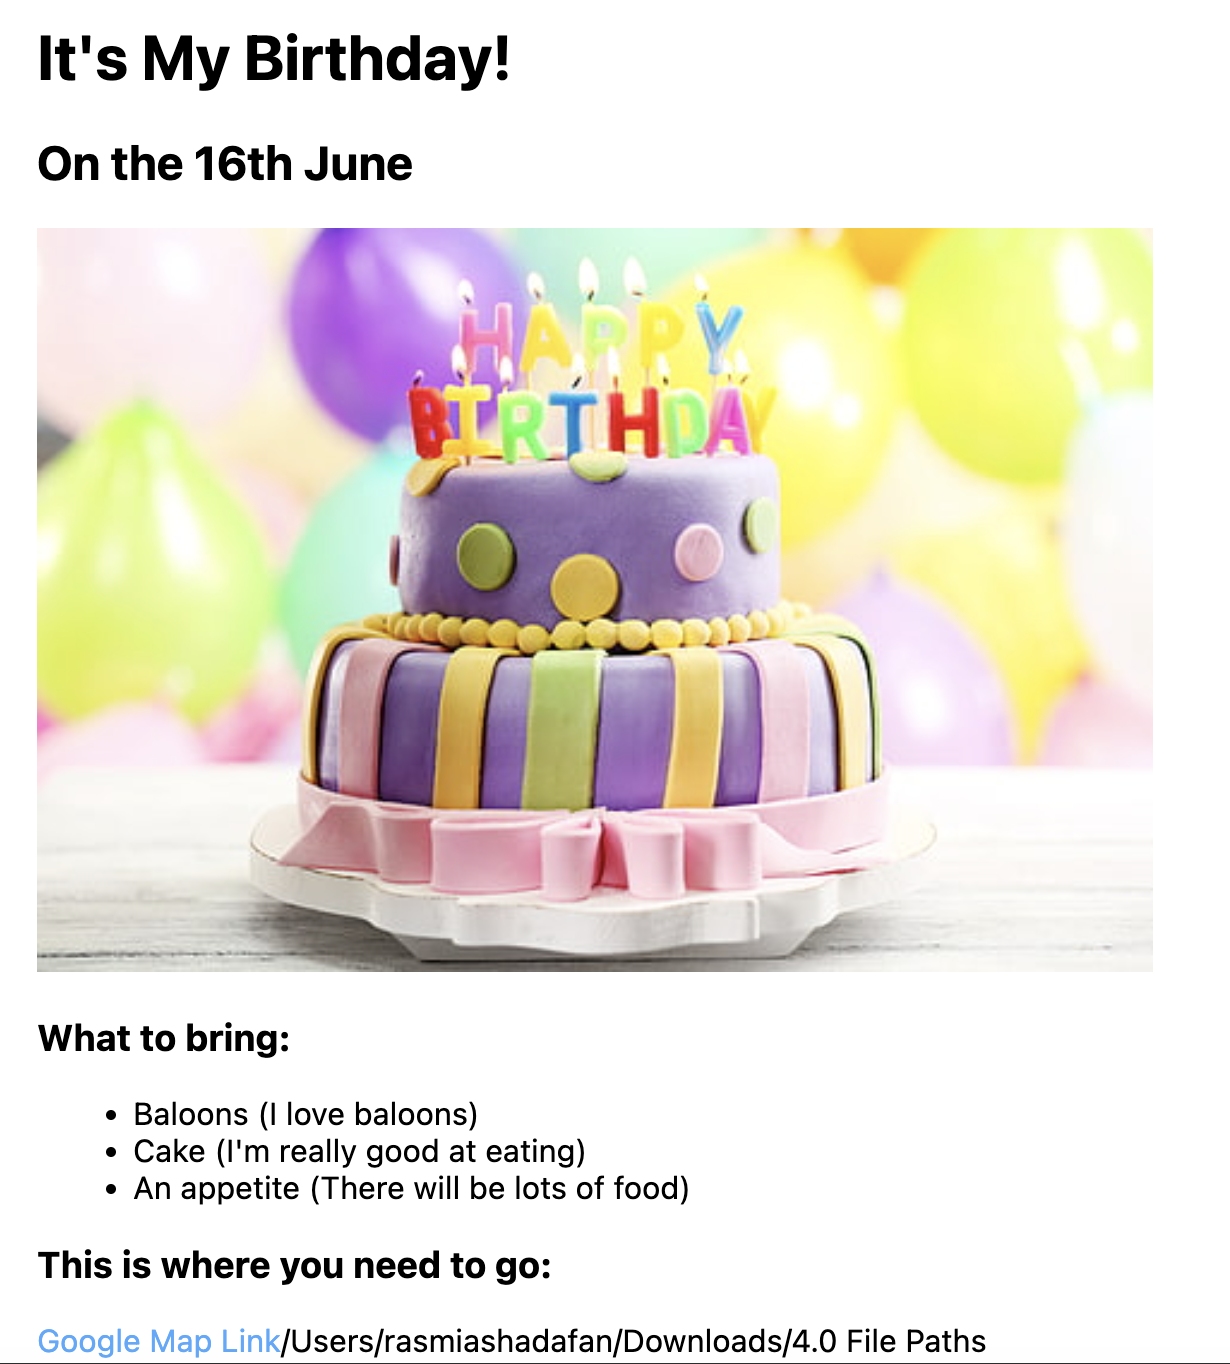 It's My Birthday!
On the 16th June
HAPPY
BIRTHDAY
What to bring:
Baloons (I love baloons)
Cake (I'm really good at eating)
An appetite (There will be lots of food)
This is where you need to go:
Google Map Link/Users/rasmiashadafan/Downloads/4.0 File Paths